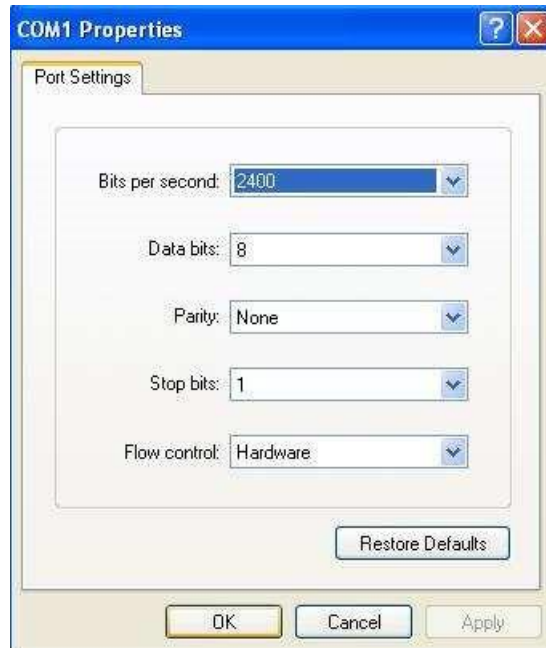 COM1 Properties
Port Settings
Bits per second: 2400
Data bits: 8
Parity: None
Stop bits: 1
Flow control: Hardware
Restore Defaults
OK Cancel Apply